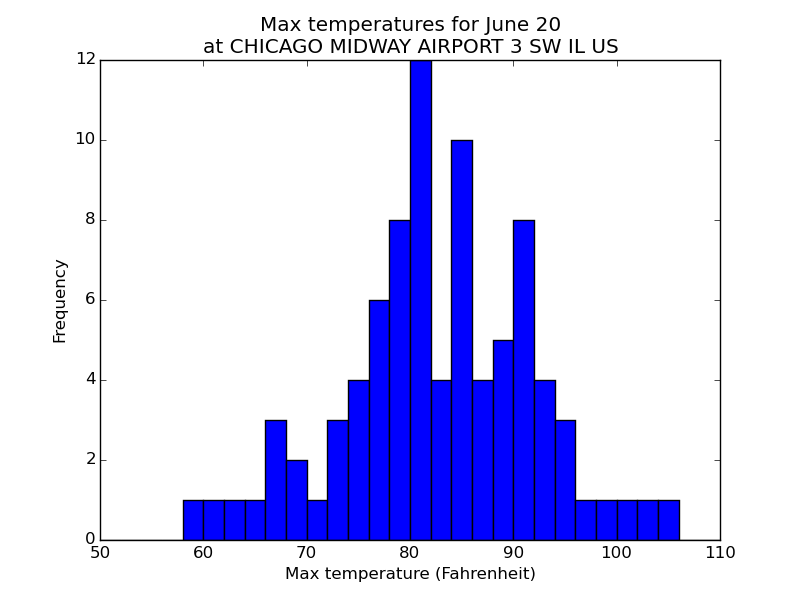 Max temperatures for June 20
at CHICAGO MIDWAY AIRPORT 3 SW IL US
12
10
8
6
4
2
0
Frequency
50 60 70 80 90 100 110
Max temperature (Fahrenheit)